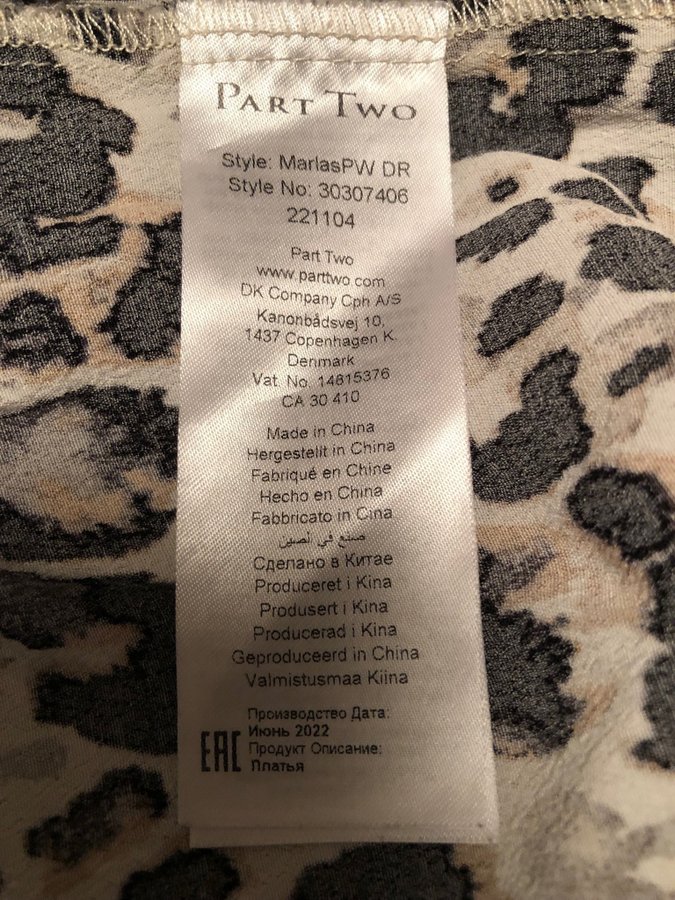 PART TWO
Style: MarlasPW DR
Style No: 30307406
221104
Part Two
www.parttwo.com
DK Company Cph A/S
Kanonbådsvej 10,
1437 Copenhagen K.
Denmark
Vat. No. 14815376
CA 30 410
Made in China
Hergestellt in China
Fabriqué en Chine
Hecho en China
Fabbricato in Cina
صنع في الصين
Сделано в Китае
Produceret i Kina
Produsert i Kina
Producerad i Kina
Geproduceerd in China
Valmistusmaa Kiina
Производство Дата:
Июнь 2022
EAC Продукт Описание:
Платья